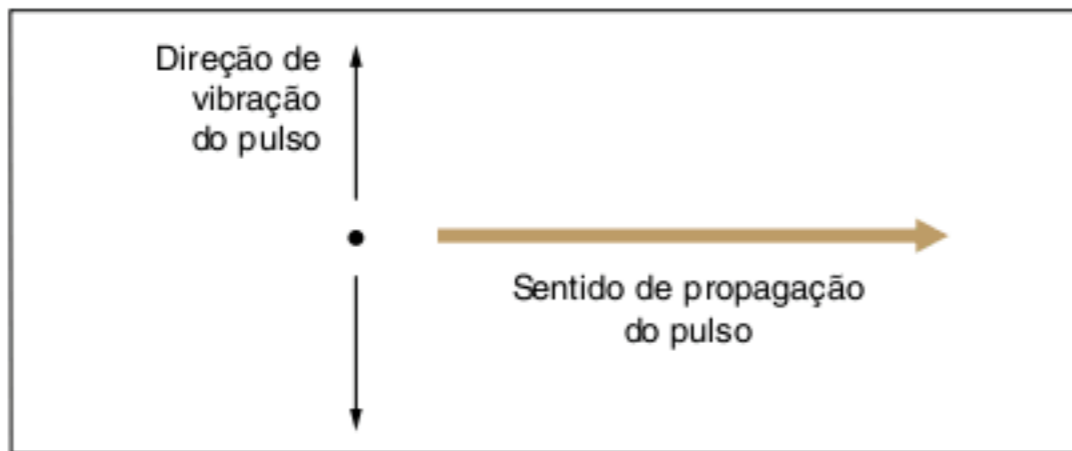 Direção de
vibração
do pulso
Sentido de propagação
do pulso